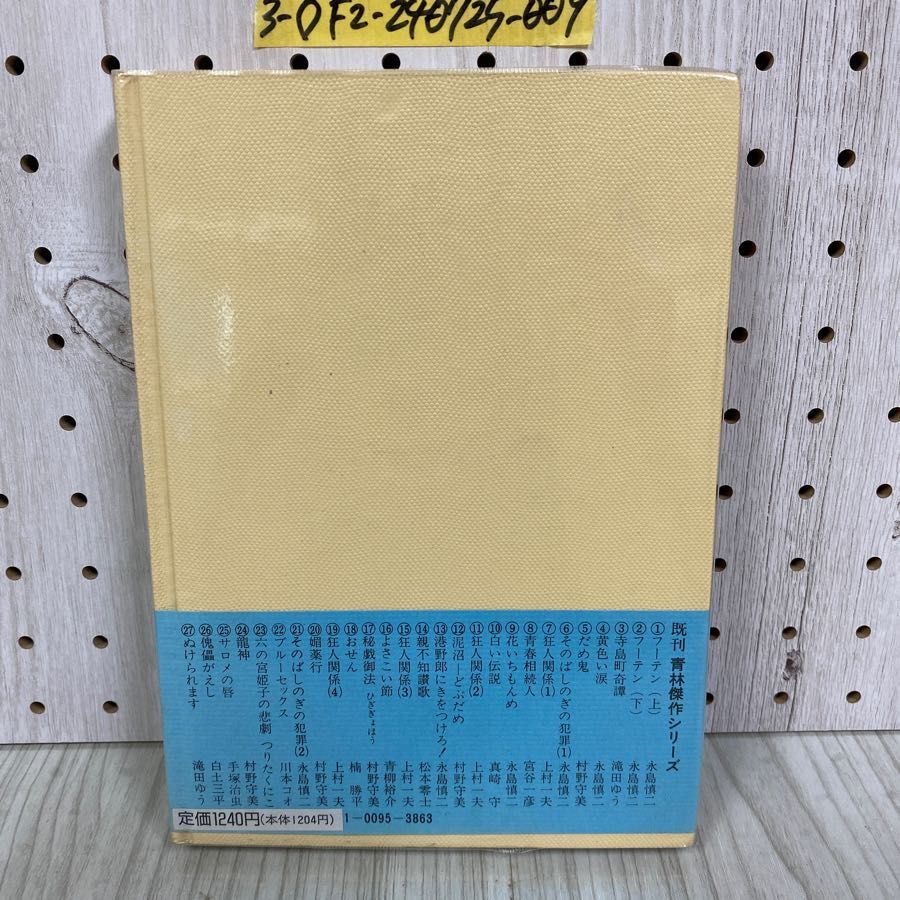 3-DF2-240725-009
既刊 青林傑作シリーズ
①フーテン（上） 永島慎二
②フーテン（下） 永島慎二
③寺島町奇譚 滝田ゆう
④黄色い涙 永島慎二
⑤だめ鬼 村野守美
⑥そのばしのぎの犯罪(1) 永島慎二
⑦狂人関係(1) 上村一夫
⑧青春相続人 宮谷一彦
⑨花いちもんめ 永島慎二
⑩白い伝説 真崎 守
⑪狂人関係(2) 上村一夫
⑫泥沼—どぶだめ 村野守美
⑬港野郎にきをつけろ！ 永島慎二
⑭親不知讃歌 松本零士
⑮狂人関係(3) 上村一夫
⑯よさこい節 青柳裕介
⑰秘戯御法 ひぎぎょほう 村野守美
⑱おせん 楠 勝平
⑲狂人関係(4) 上村一夫
⑳媚薬行 村野守美
㉑そのばしのぎの犯罪(2) 永島慎二
㉒ブルーセックス 川本コオ
㉓六の宮姫子の悲劇 つりたくにこ
㉔龍神 村野守美
㉕サロメの唇 手塚治虫
㉖傀儡がえし 白土三平
㉗ぬけられます 滝田ゆう
定価1240円(本体1204円)
1-0095-3863